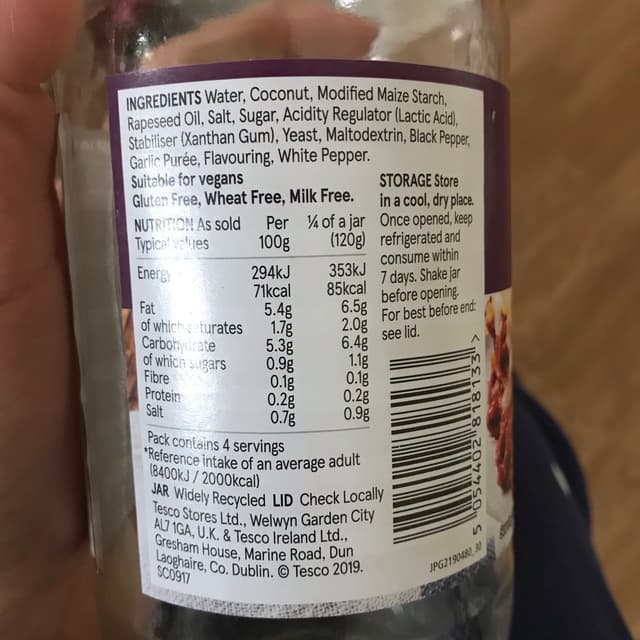 INGREDIENTS Water, Coconut, Modified Maize Starch,
Rapeseed Oil, Salt, Sugar, Acidity Regulator (Lactic Acid),
Stabiliser (Xanthan Gum), Yeast, Maltodextrin, Black Pepper,
Garlic Purée, Flavouring, White Pepper.
Suitable for vegans
Gluten Free, Wheat Free, Milk Free.
NUTRITION As sold Per ¼ of a jar
Typical values 100g (120g)
Energy 294kJ 353kJ
71kcal 85kcal
Fat 5.4g 6.5g
of which saturates 1.7g 2.0g
Carbohydrate 5.3g 6.4g
of which sugars 0.9g 1.1g
Fibre 0.1g 0.1g
Protein 0.2g 0.2g
Salt 0.7g 0.9g
Pack contains 4 servings
*Reference intake of an average adult
(8400kJ / 2000kcal)
JAR Widely Recycled LID Check Locally
Tesco Stores Ltd., Welwyn Garden City
AL7 1GA, U.K. & Tesco Ireland Ltd.,
Gresham House, Marine Road, Dun
Laoghaire, Co. Dublin. © Tesco 2019.
SC0917
STORAGE Store
in a cool, dry place.
Once opened, keep
refrigerated and
consume within
7 days. Shake jar
before opening.
For best before end:
see lid.
5 054402 818133 >
JPG2190480_30